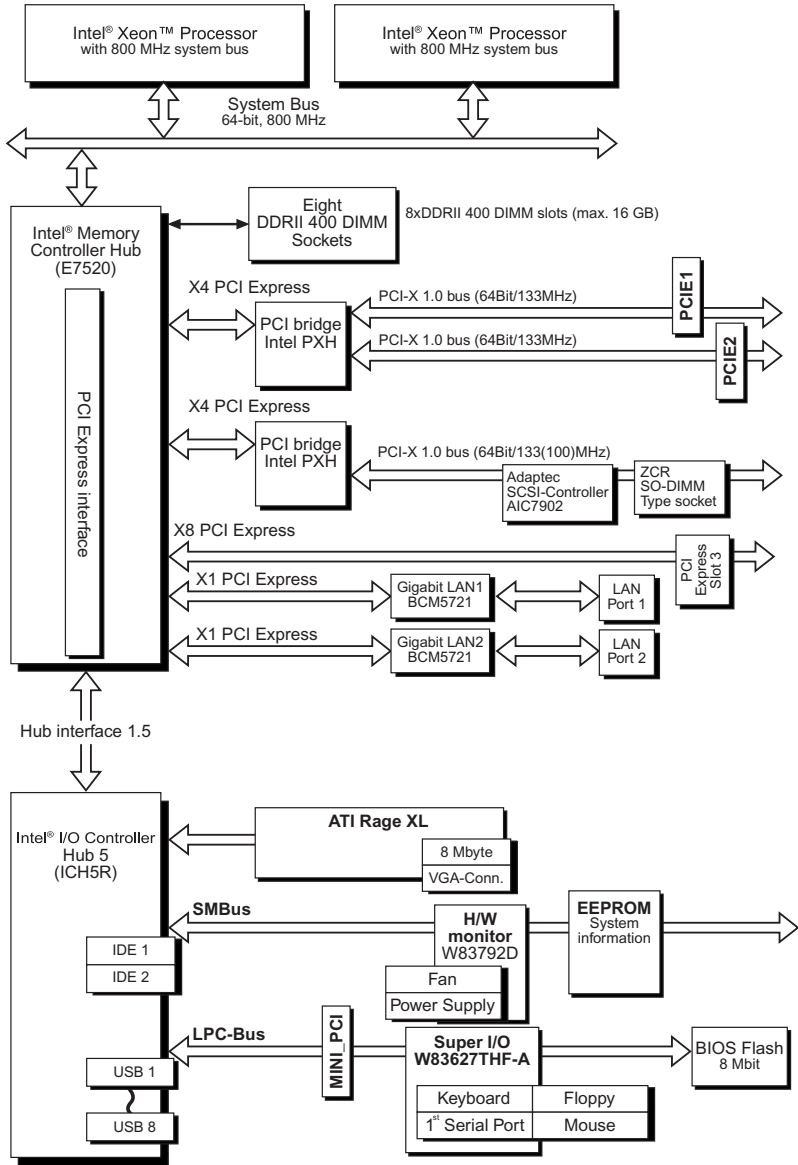 Intel® Xeon™ Processor
with 800 MHz system bus
Intel® Xeon™ Processor
with 800 MHz system bus
System Bus
64-bit, 800 MHz
Intel® Memory
Controller Hub
(E7520)
PCI Express interface
Eight
DDRII 400 DIMM
Sockets
8xDDRII 400 DIMM slots (max. 16 GB)
X4 PCI Express
PCI bridge
Intel PXH
PCI-X 1.0 bus (64Bit/133MHz)
PCIE1
PCI-X 1.0 bus (64Bit/133MHz)
PCIE2
X4 PCI Express
PCI bridge
Intel PXH
PCI-X 1.0 bus (64Bit/133(100)MHz)
Adaptec
SCSI-Controller
AIC7902
ZCR
SO-DIMM
Type socket
X8 PCI Express
PCI
Express
Slot 3
X1 PCI Express
Gigabit LAN1
BCM5721
LAN
Port 1
X1 PCI Express
Gigabit LAN2
BCM5721
LAN
Port 2
Hub interface 1.5
Intel® I/O Controller
Hub 5
(ICH5R)
ATI Rage XL
8 Mbyte
VGA-Conn.
SMBus
H/W
monitor
W83792D
Fan
Power Supply
EEPROM
System
information
IDE 1
IDE 2
LPC-Bus
MINI_PCI
Super I/O
W83627THF-A
Keyboard
Floppy
1st Serial Port
Mouse
BIOS Flash
8 Mbit
USB 1
USB 8